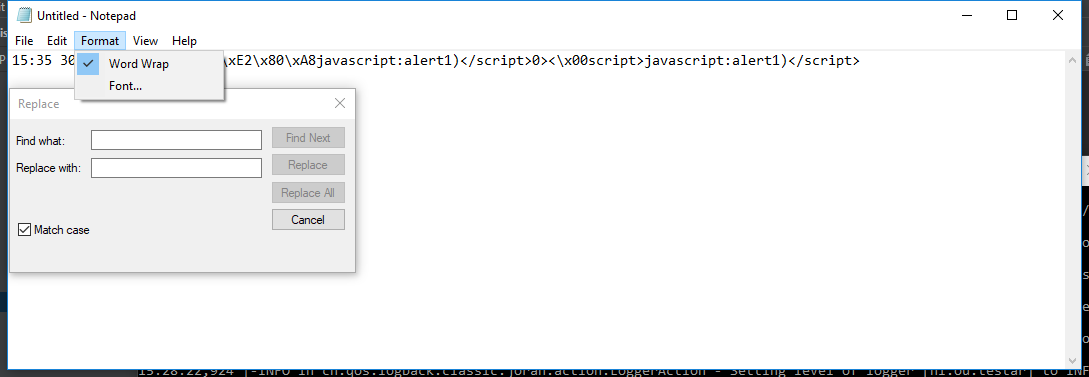 Untitled - Notepad
File Edit Format View Help
15:35 30 \xE2\x80\xA8javascript:alert1)</script>0><\x00script>javascript:alert1)</script>
Word Wrap
Font...
Replace
Find what:
Find Next
Replace with:
Replace
Replace All
Cancel
Match case
15:28:22,924 |-INFO in ch.qos.logback.classic.joran.action.LoggerAction - Setting level of logger [nl.ou.testar] to INF